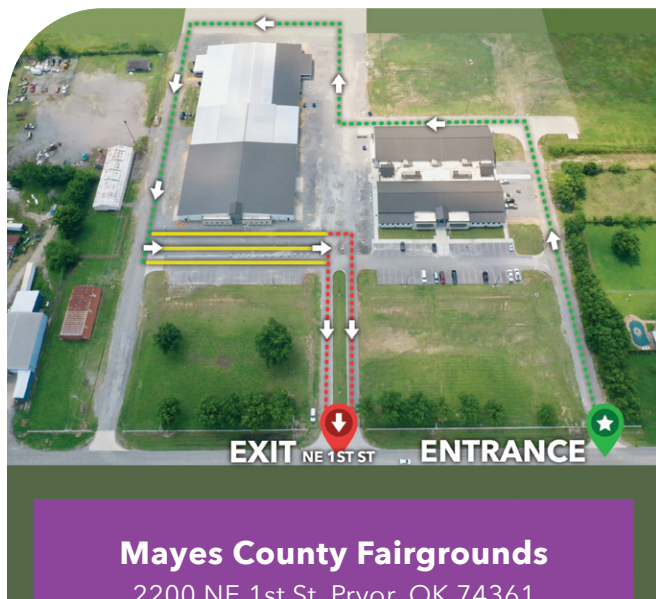 EXIT NE 1ST ST ENTRANCE
Mayes County Fairgrounds
2200 NE 1st St, Pryor, OK 74361